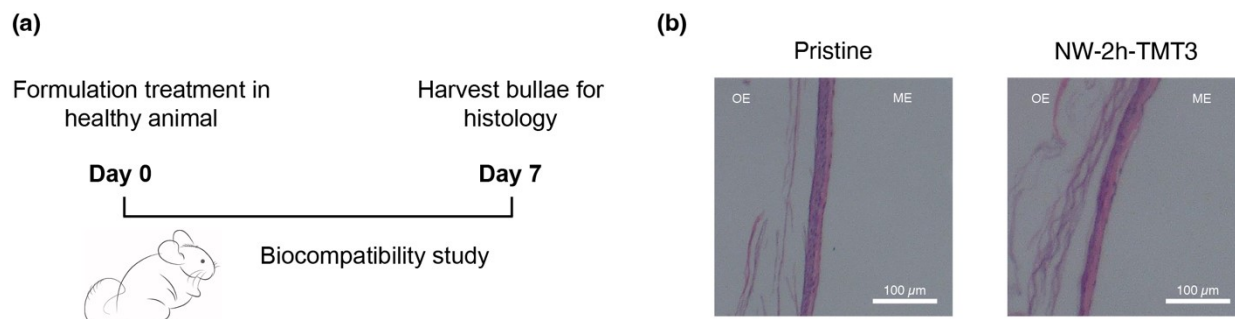 (a)
Formulation treatment in
healthy animal
Harvest bullae for
histology
Day 0
Day 7
Biocompatibility study
(b)
Pristine
NW-2h-TMT3
OE
ME
100 µm
OE
ME
100 µm